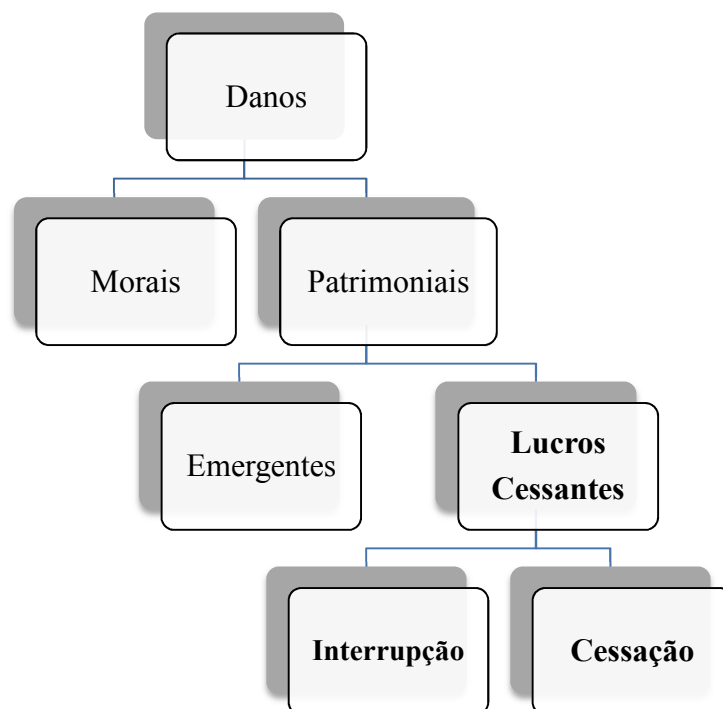 Danos
Morais
Patrimoniais
Emergentes
Lucros
Cessantes
Interrupção
Cessação